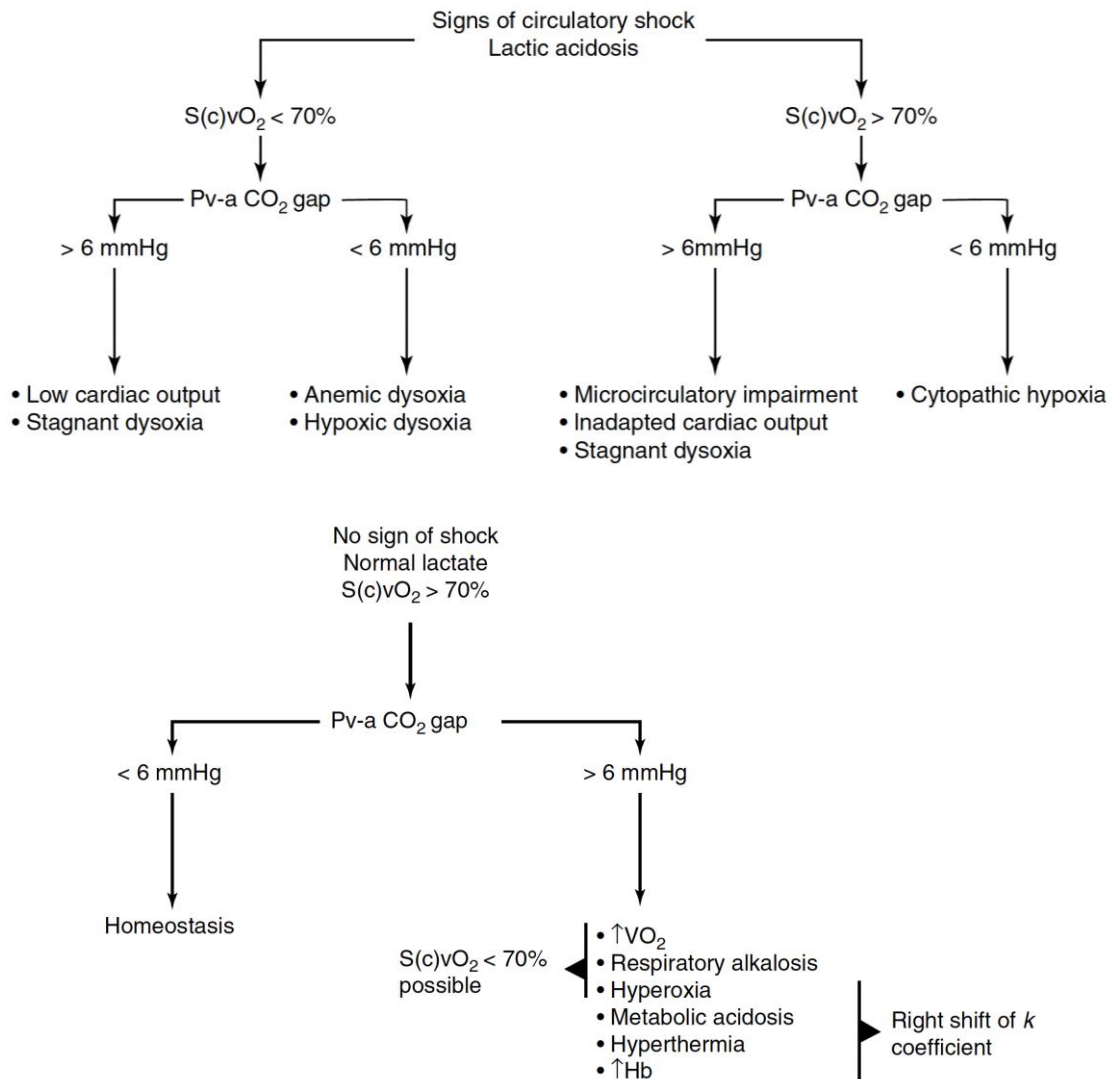 Signs of circulatory shock
Lactic acidosis
S(c)vO₂ < 70%
S(c)vO₂ > 70%
Pv-a CO₂ gap
Pv-a CO₂ gap
> 6 mmHg
< 6 mmHg
> 6mmHg
< 6 mmHg
• Low cardiac output
• Stagnant dysoxia
• Anemic dysoxia
• Hypoxic dysoxia
• Microcirculatory impairment
• Inadapted cardiac output
• Stagnant dysoxia
• Cytopathic hypoxia
No sign of shock
Normal lactate
S(c)vO₂ > 70%
Pv-a CO₂ gap
< 6 mmHg
> 6 mmHg
Homeostasis
S(c)vO₂ < 70%
possible
• ↑VO₂
• Respiratory alkalosis
• Hyperoxia
• Metabolic acidosis
• Hyperthermia
• ↑Hb
Right shift of k
coefficient